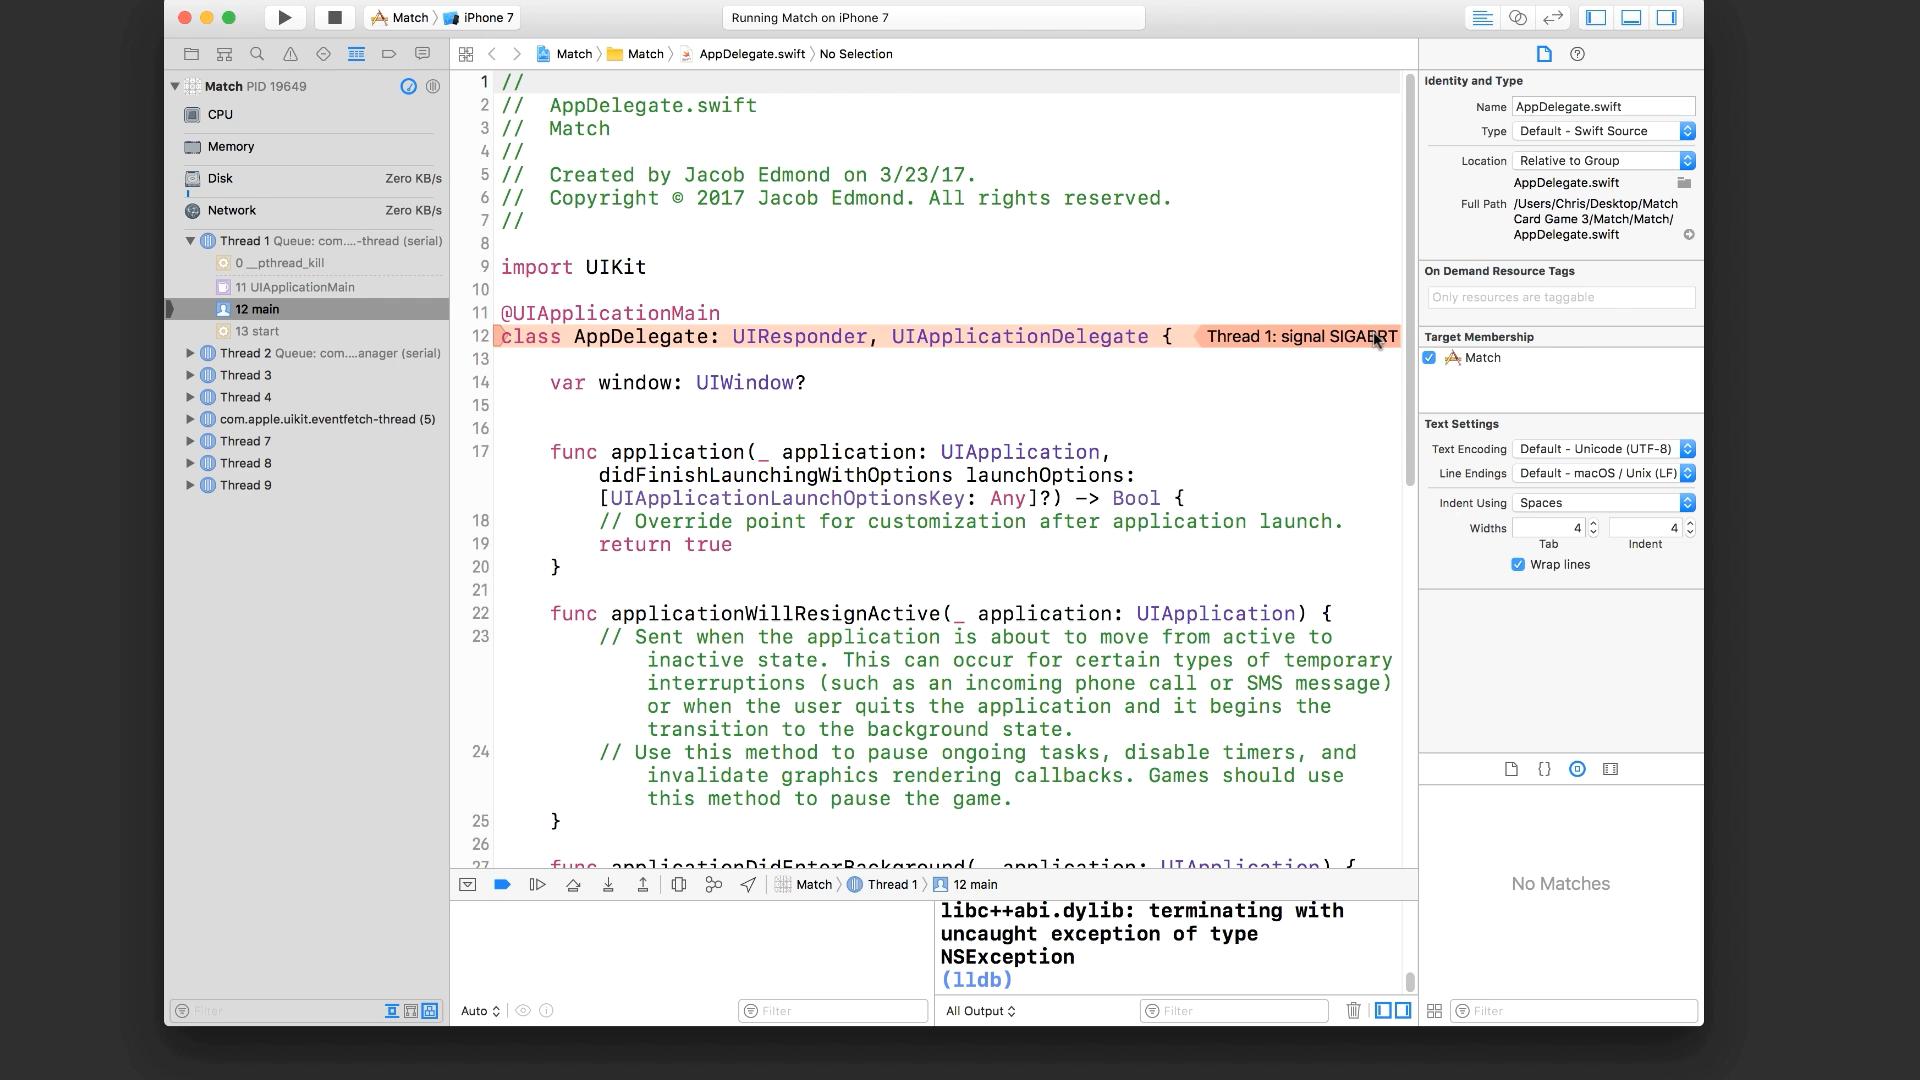 Match
iPhone 7
Running Match on iPhone 7
Match
Match
AppDelegate.swift
No Selection
Match PID 19649
CPU
Memory
Disk Zero KB/s
Network Zero KB/s
Thread 1 Queue: com....-thread (serial)
0 __pthread_kill
11 UIApplicationMain
12 main
13 start
Thread 2 Queue: com....anager (serial)
Thread 3
Thread 4
com.apple.uikit.eventfetch-thread (5)
Thread 7
Thread 8
Thread 9
Filter
1 //
2 //  AppDelegate.swift
3 //  Match
4 //
5 //  Created by Jacob Edmond on 3/23/17.
6 //  Copyright © 2017 Jacob Edmond. All rights reserved.
7 //
8
9 import UIKit
10
11 @UIApplicationMain
12 class AppDelegate: UIResponder, UIApplicationDelegate { Thread 1: signal SIGABRT
13
14 var window: UIWindow?
15
16
17 func application(_ application: UIApplication,
didFinishLaunchingWithOptions launchOptions:
[UIApplicationLaunchOptionsKey: Any]?) -> Bool {
18 // Override point for customization after application launch.
19 return true
20 }
21
22 func applicationWillResignActive(_ application: UIApplication) {
23 // Sent when the application is about to move from active to
inactive state. This can occur for certain types of temporary
interruptions (such as an incoming phone call or SMS message)
or when the user quits the application and it begins the
transition to the background state.
24 // Use this method to pause ongoing tasks, disable timers, and
invalidate graphics rendering callbacks. Games should use
this method to pause the game.
25 }
26
27 func applicationDidEnterBackground(_ application: UIApplication) {
Match
Thread 1
12 main
libc++abi.dylib: terminating with
uncaught exception of type
NSException
(lldb)
Auto
Filter
All Output
Filter
Identity and Type
Name AppDelegate.swift
Type Default - Swift Source
Location Relative to Group
AppDelegate.swift
Full Path /Users/Chris/Desktop/Match
Card Game 3/Match/Match/
AppDelegate.swift
On Demand Resource Tags
Only resources are taggable
Target Membership
Match
Text Settings
Text Encoding Default - Unicode (UTF-8)
Line Endings Default - macOS / Unix (LF)
Indent Using Spaces
Widths 4 4
Tab Indent
Wrap lines
No Matches
Filter